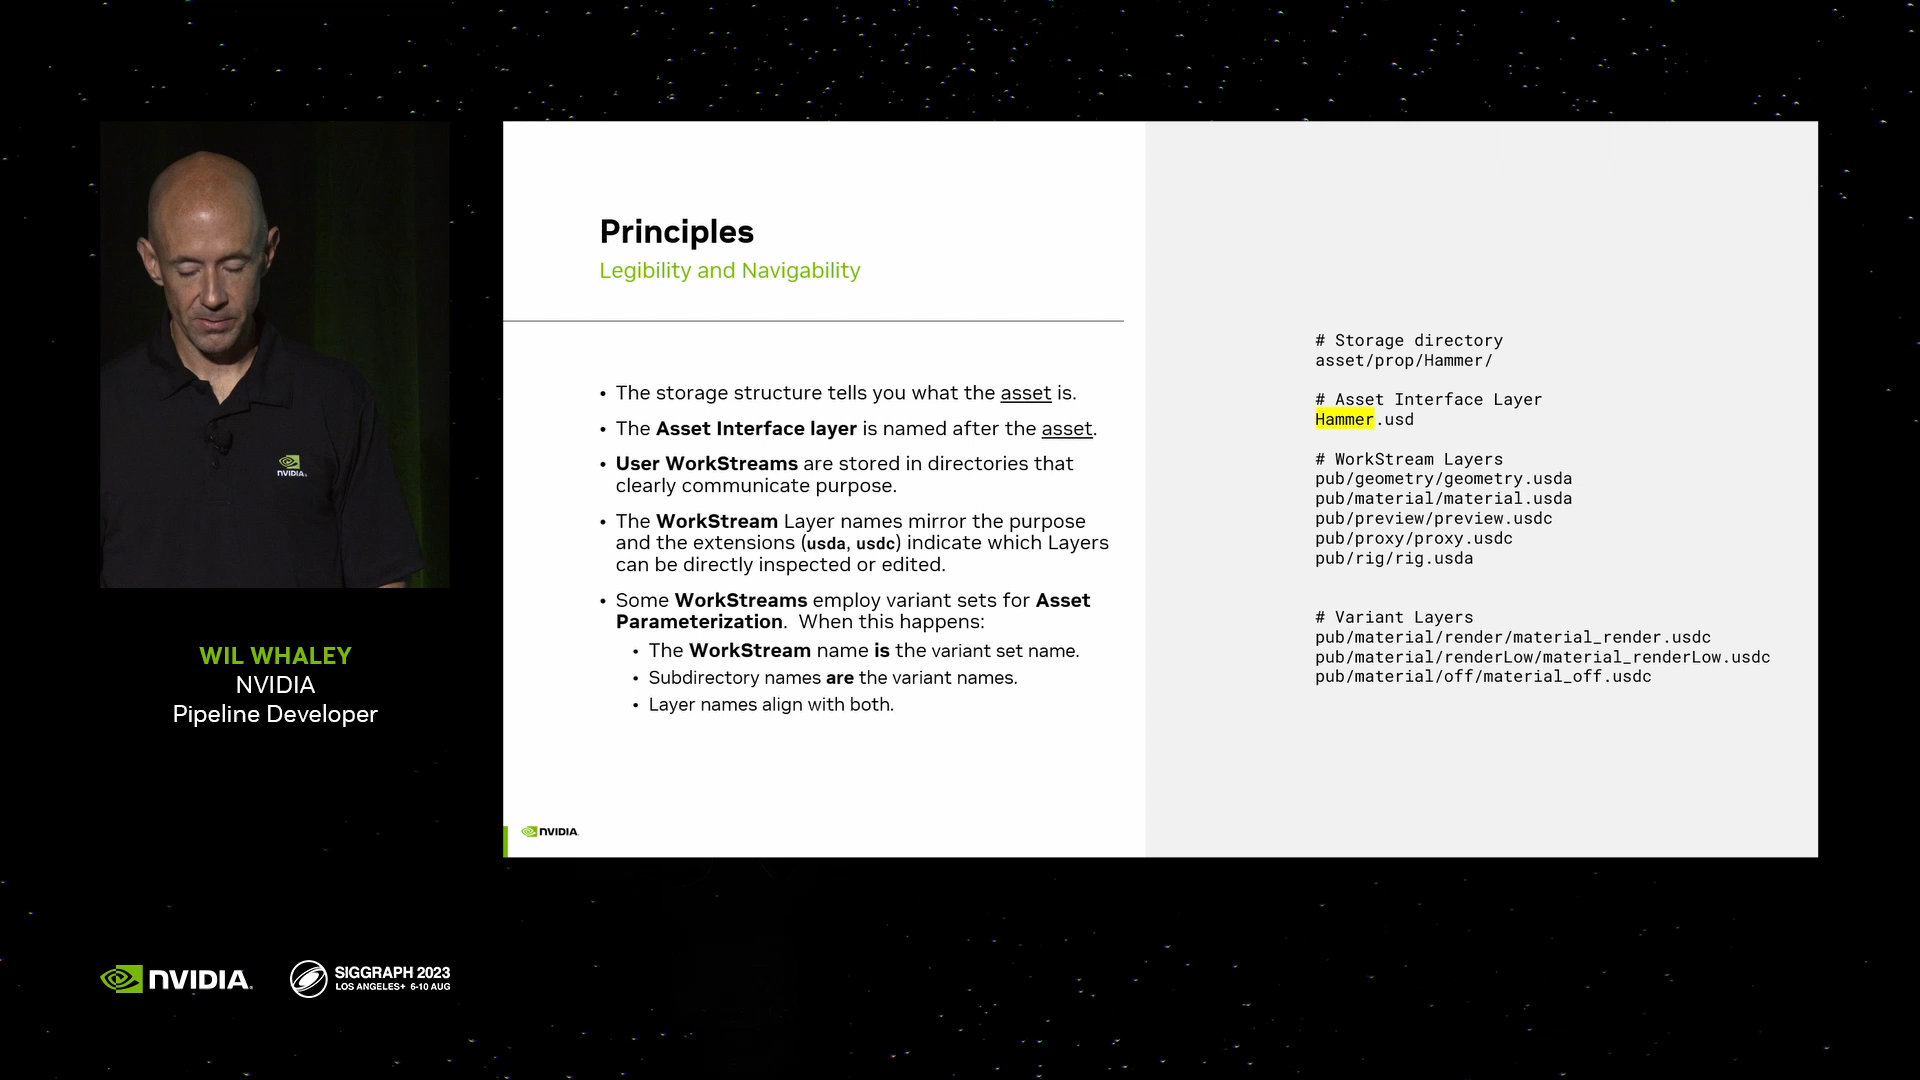 Principles
Legibility and Navigability
• The storage structure tells you what the asset is.
• The Asset Interface layer is named after the asset.
• User WorkStreams are stored in directories that
clearly communicate purpose.
• The WorkStream Layer names mirror the purpose
and the extensions (usda, usdc) indicate which Layers
can be directly inspected or edited.
• Some WorkStreams employ variant sets for Asset
Parameterization. When this happens:
• The WorkStream name is the variant set name.
• Subdirectory names are the variant names.
• Layer names align with both.
NVIDIA
# Storage directory
asset/prop/Hammer/
# Asset Interface Layer
Hammer.usd
# WorkStream Layers
pub/geometry/geometry.usda
pub/material/material.usda
pub/preview/preview.usdc
pub/proxy/proxy.usdc
pub/rig/rig.usda
# Variant Layers
pub/material/render/material_render.usdc
pub/material/renderLow/material_renderLow.usdc
pub/material/off/material_off.usdc
NVIDIA
WIL WHALEY
NVIDIA
Pipeline Developer
NVIDIA
SIGGRAPH 2023
LOS ANGELES+ 6-10 AUG